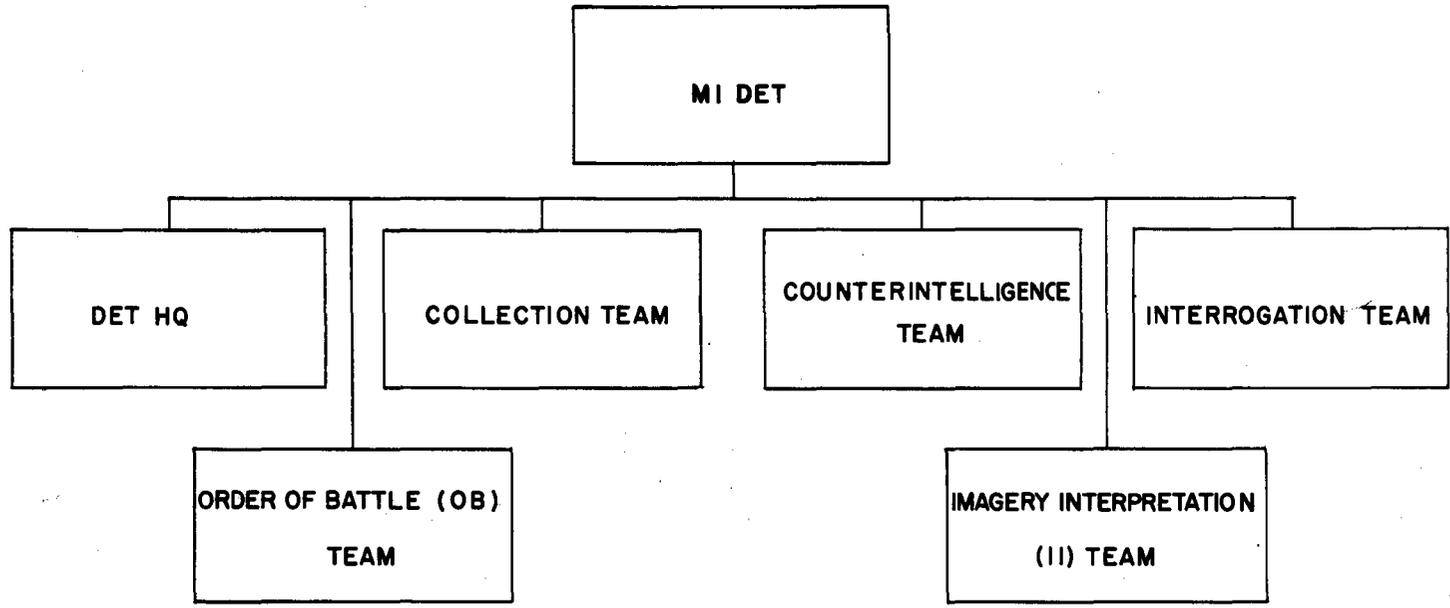 MI DET
DET HQ
COLLECTION TEAM
COUNTERINTELLIGENCE
TEAM
INTERROGATION TEAM
ORDER OF BATTLE (OB)
TEAM
IMAGERY INTERPRETATION
(II) TEAM